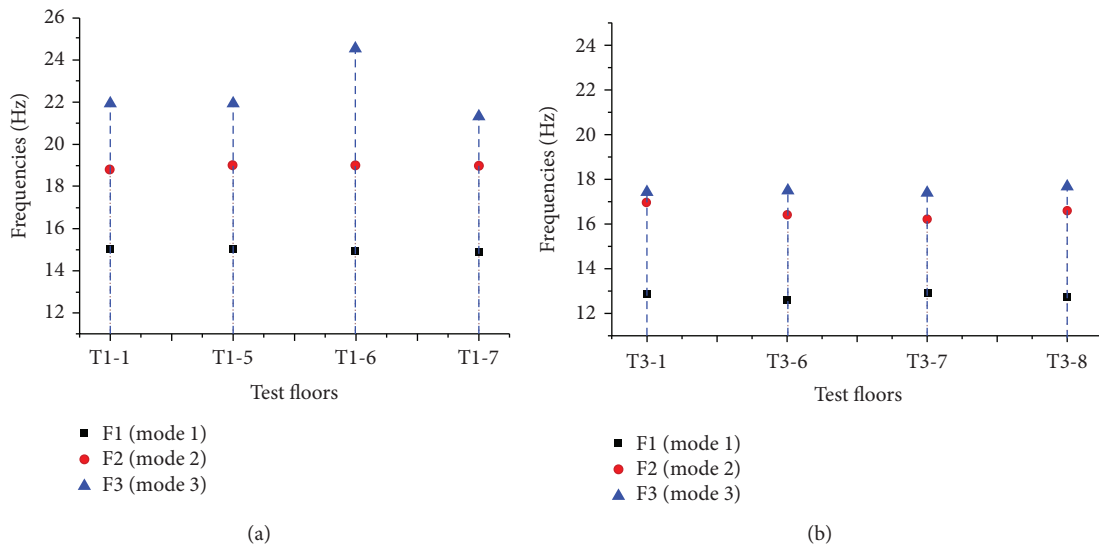 26
24
22
20
18
16
14
12
Frequencies (Hz)
T1-1 T1-5 T1-6 T1-7
Test floors
F1 (mode 1)
F2 (mode 2)
F3 (mode 3)
(a)
24
22
20
18
16
14
12
Frequencies (Hz)
T3-1 T3-6 T3-7 T3-8
Test floors
F1 (mode 1)
F2 (mode 2)
F3 (mode 3)
(b)